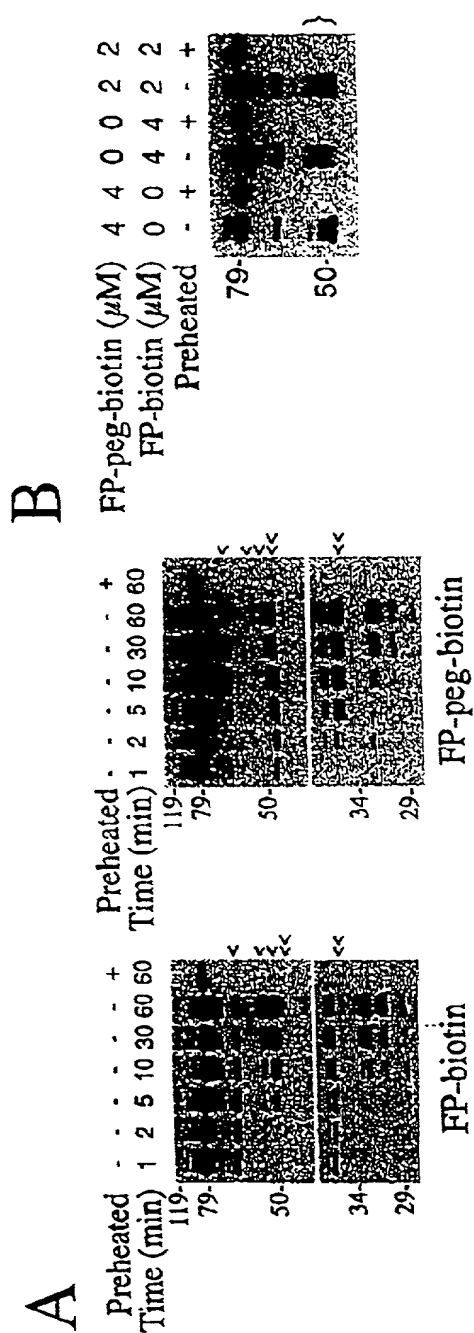 A
Preheated - - - - - - +
Time (min) 1 2 5 10 30 60 60
119-
79-
50-
34-
29-
FP-biotin
Preheated - - - - - - +
Time (min) 1 2 5 10 30 60 60
119-
79-
50-
34-
29-
FP-peg-biotin
B
FP-peg-biotin (μM) 4 4 0 0 2 2
FP-biotin (μM) 0 0 4 4 2 2
Preheated - + - + - +
79-
50-